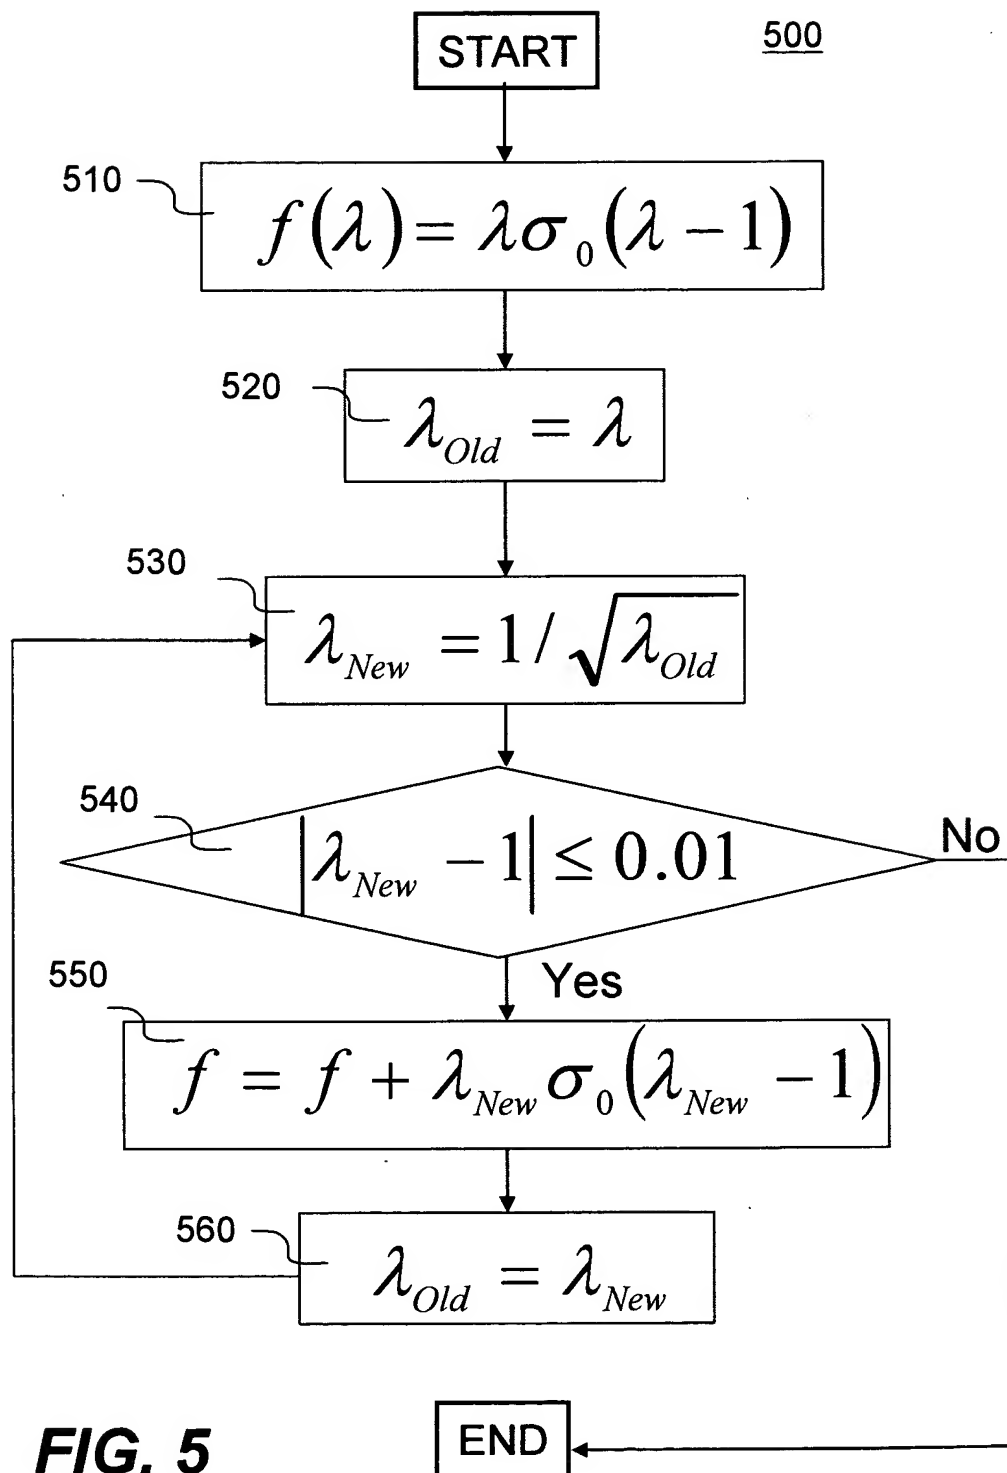 START
500
510
f(λ) = λσ₀(λ − 1)
520
λ_Old = λ
530
λ_New = 1/√λ_Old
540
|λ_New − 1| ≤ 0.01
No
Yes
550
f = f + λ_New σ₀(λ_New − 1)
560
λ_Old = λ_New
FIG. 5
END